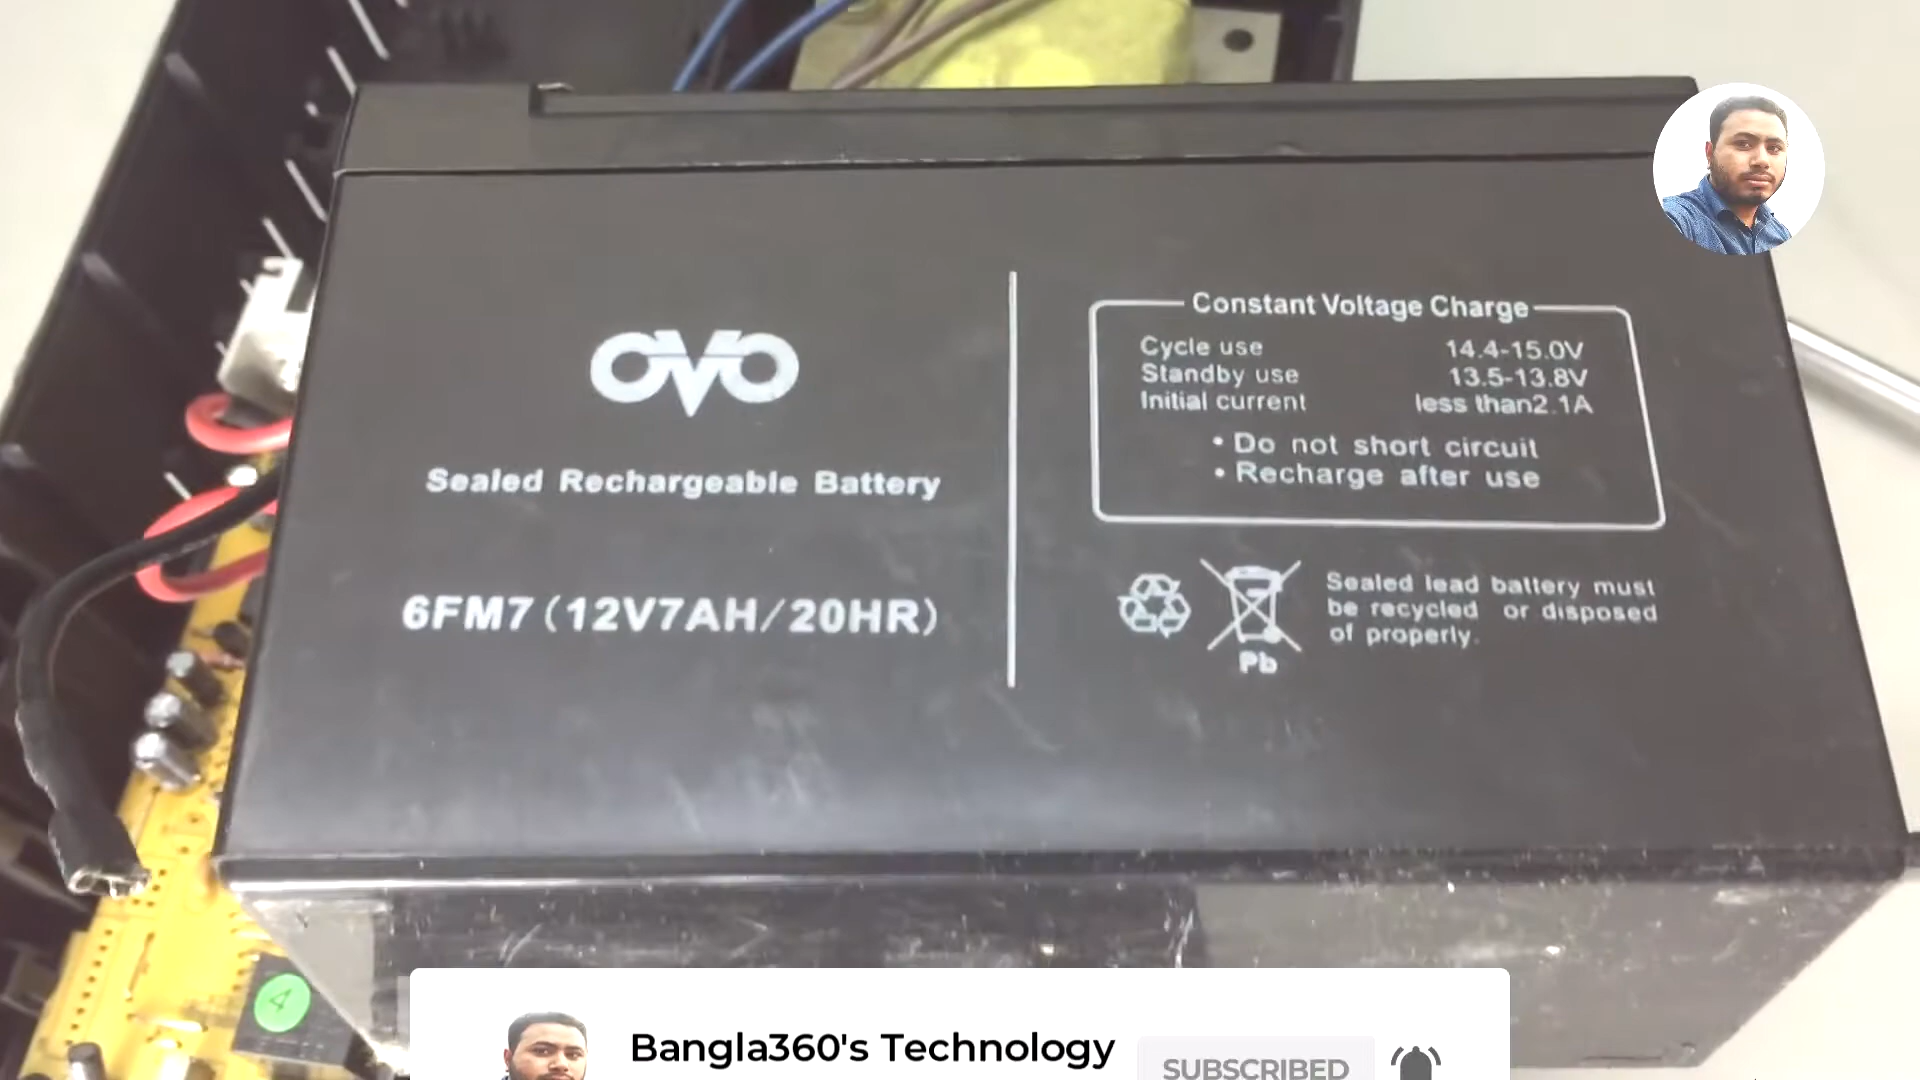 OVO
Sealed Rechargeable Battery
6FM7(12V7AH/20HR)
Constant Voltage Charge
Cycle use 14.4-15.0V
Standby use 13.5-13.8V
Initial current less than2.1A
• Do not short circuit
• Recharge after use
Pb
Sealed lead battery must
be recycled or disposed
of properly.
4
Bangla360's Technology
SUBSCRIBED